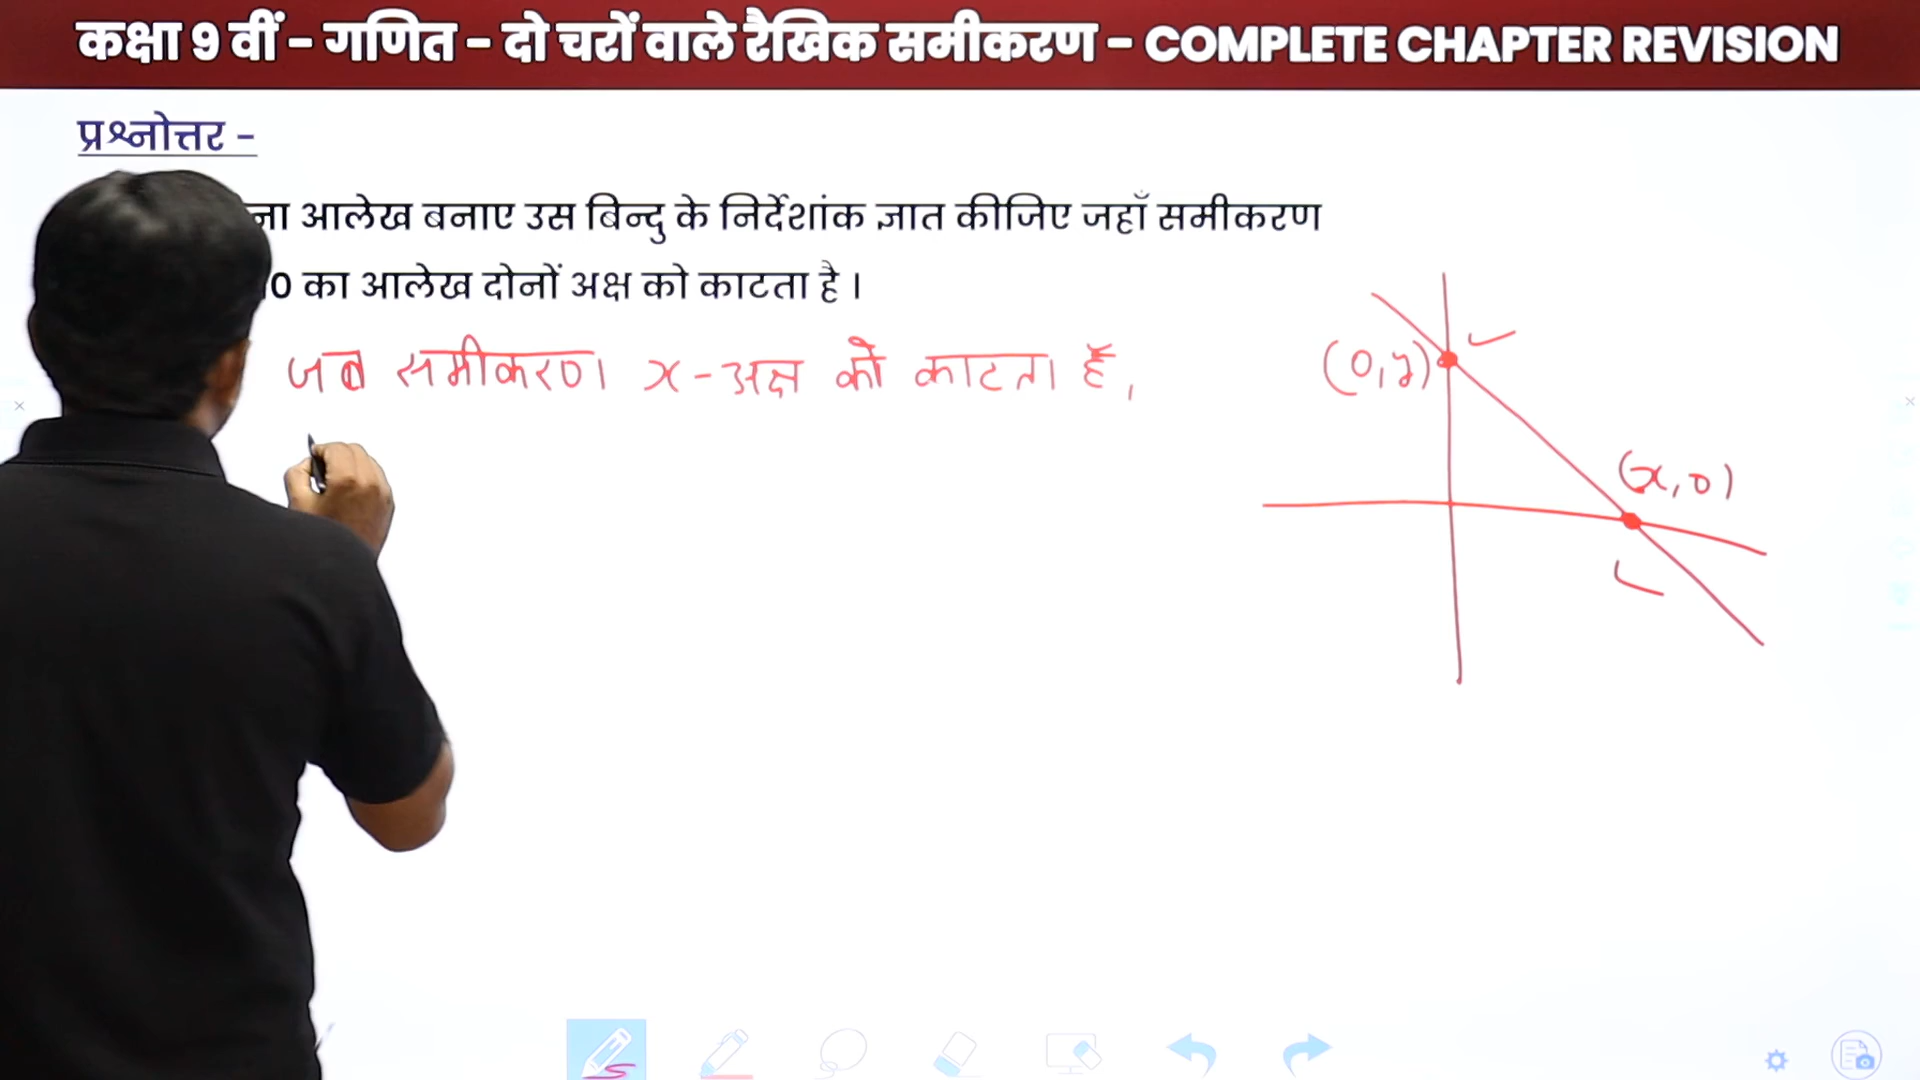 कक्षा 9 वीं - गणित - दो चरों वाले रैखिक समीकरण - COMPLETE CHAPTER REVISION
प्रश्नोत्तर -
ना आलेख बनाए उस बिन्दु के निर्देशांक ज्ञात कीजिए जहाँ समीकरण
0 का आलेख दोनों अक्ष को काटता है ।
जब समीकरण x-अक्ष को काटता है,
(0,y)
(x,0)